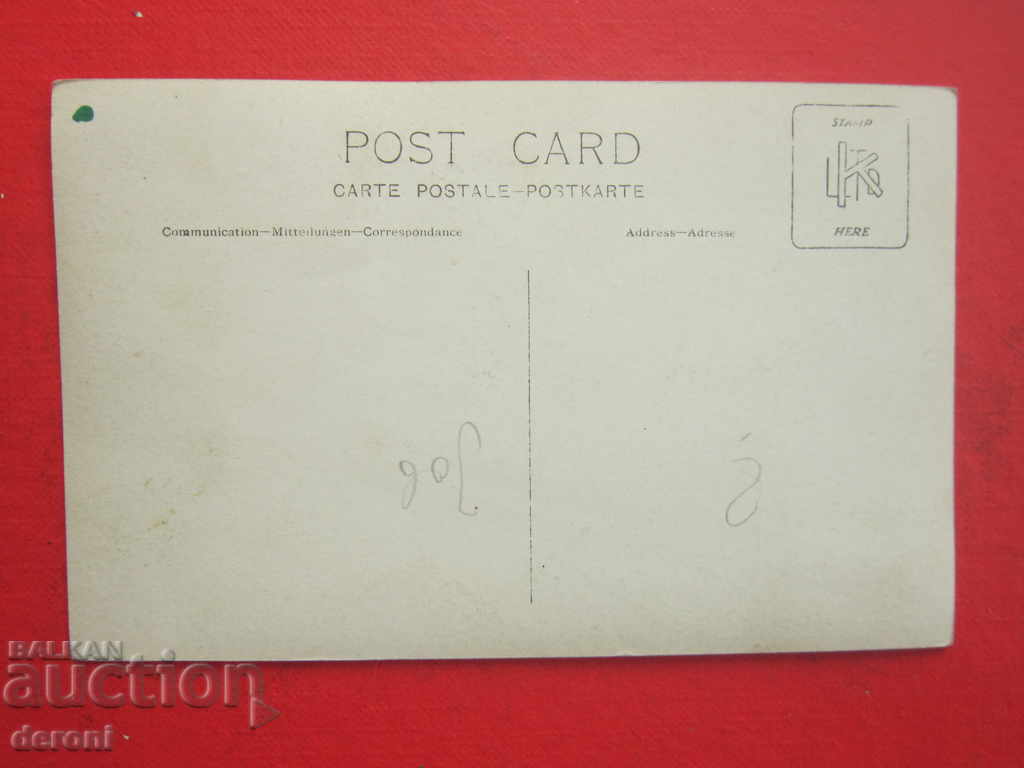 STAMP
POST CARD
CARTE POSTALE—POSTKARTE
Communication—Mitteilungen—Correspondance
Address—Adresse
HERE
BALKAN
auction
deroni